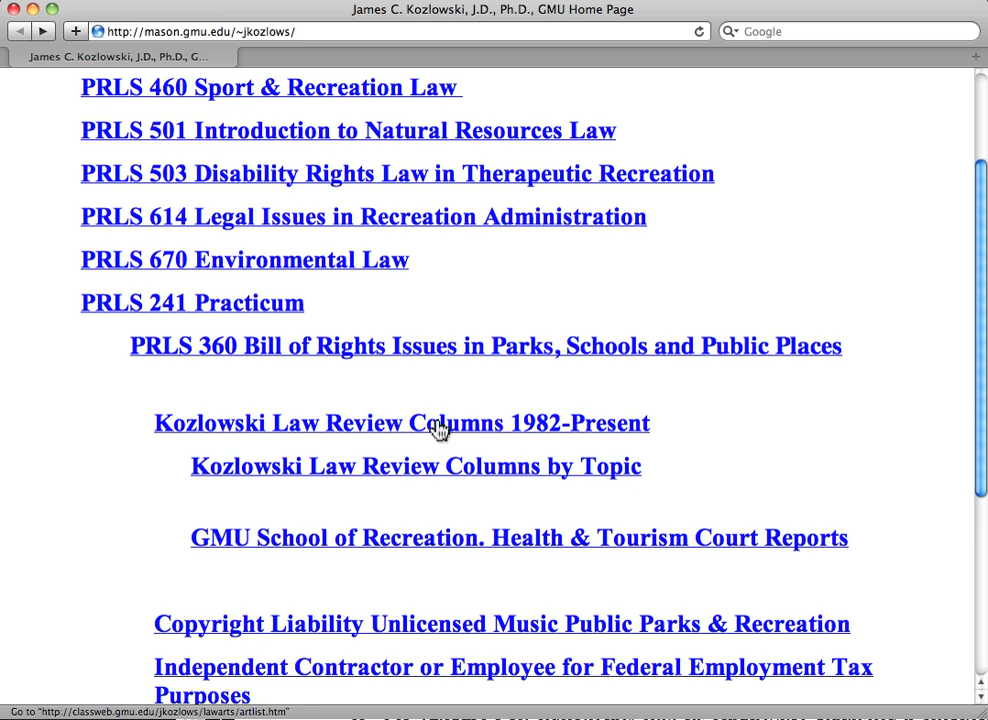 James C. Kozlowski, J.D., Ph.D., GMU Home Page
http://mason.gmu.edu/~jkozlows/
Google
James C. Kozlowski, J.D., Ph.D., G...
PRLS 460 Sport & Recreation Law
PRLS 501 Introduction to Natural Resources Law
PRLS 503 Disability Rights Law in Therapeutic Recreation
PRLS 614 Legal Issues in Recreation Administration
PRLS 670 Environmental Law
PRLS 241 Practicum
PRLS 360 Bill of Rights Issues in Parks, Schools and Public Places
Kozlowski Law Review Columns 1982-Present
Kozlowski Law Review Columns by Topic
GMU School of Recreation. Health & Tourism Court Reports
Copyright Liability Unlicensed Music Public Parks & Recreation
Independent Contractor or Employee for Federal Employment Tax
Purposes
Go to "http://classweb.gmu.edu/jkozlows/lawarts/artlist.htm"